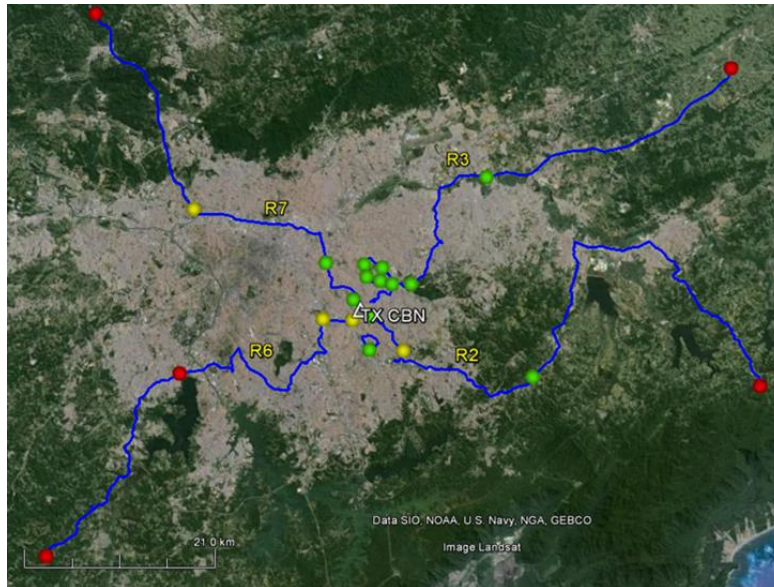 R3
R7
TX CBN
R6
R2
Data SIO, NOAA, U.S. Navy, NGA, GEBCO
21.0 km
Image Landsat